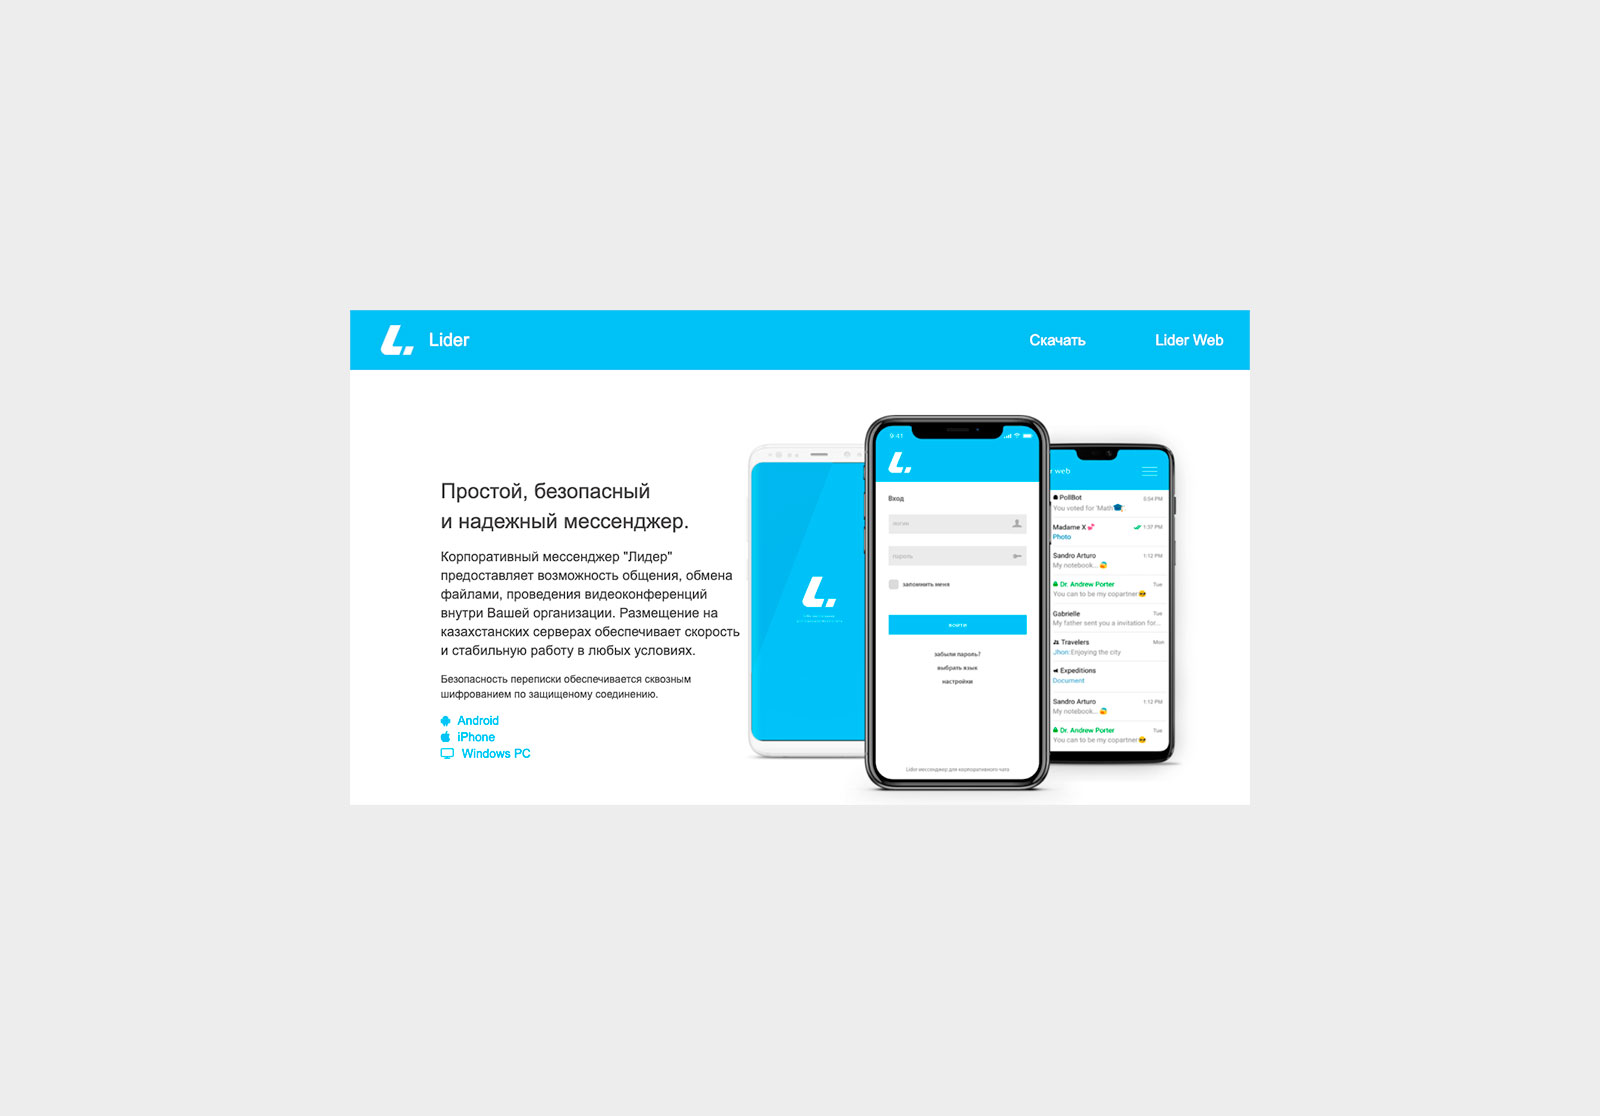 L.
Lider
Скачать
Lider Web
Простой, безопасный
и надежный мессенджер.
Корпоративный мессенджер "Лидер"
предоставляет возможность общения, обмена
файлами, проведения видеоконференций
внутри Вашей организации. Размещение на
казахстанских серверах обеспечивает скорость
и стабильную работу в любых условиях.
Безопасность переписки обеспечивается сквозным
шифрованием по защищеному соединению.
Android
iPhone
Windows PC
L.
9:41
L.
Вход
логин
пароль
запомнить меня
войти
забыли пароль?
выбрать язык
настройки
Lider-мессенджер для корпоративного чата
r web
PollBot 5:54 PM
You voted for 'Math
Madame X 1:37 PM
Photo
Sandro Arturo 1:12 PM
My notebook...
Dr. Andrew Porter Tue
You can to be my copartner
Gabrielle Tue
My father sent you a invitation for...
Travelers Mon
Jhon: Enjoying the city
Expeditions
Document
Sandro Arturo 1:12 PM
My notebook...
Dr. Andrew Porter Tue
You can to be my copartner